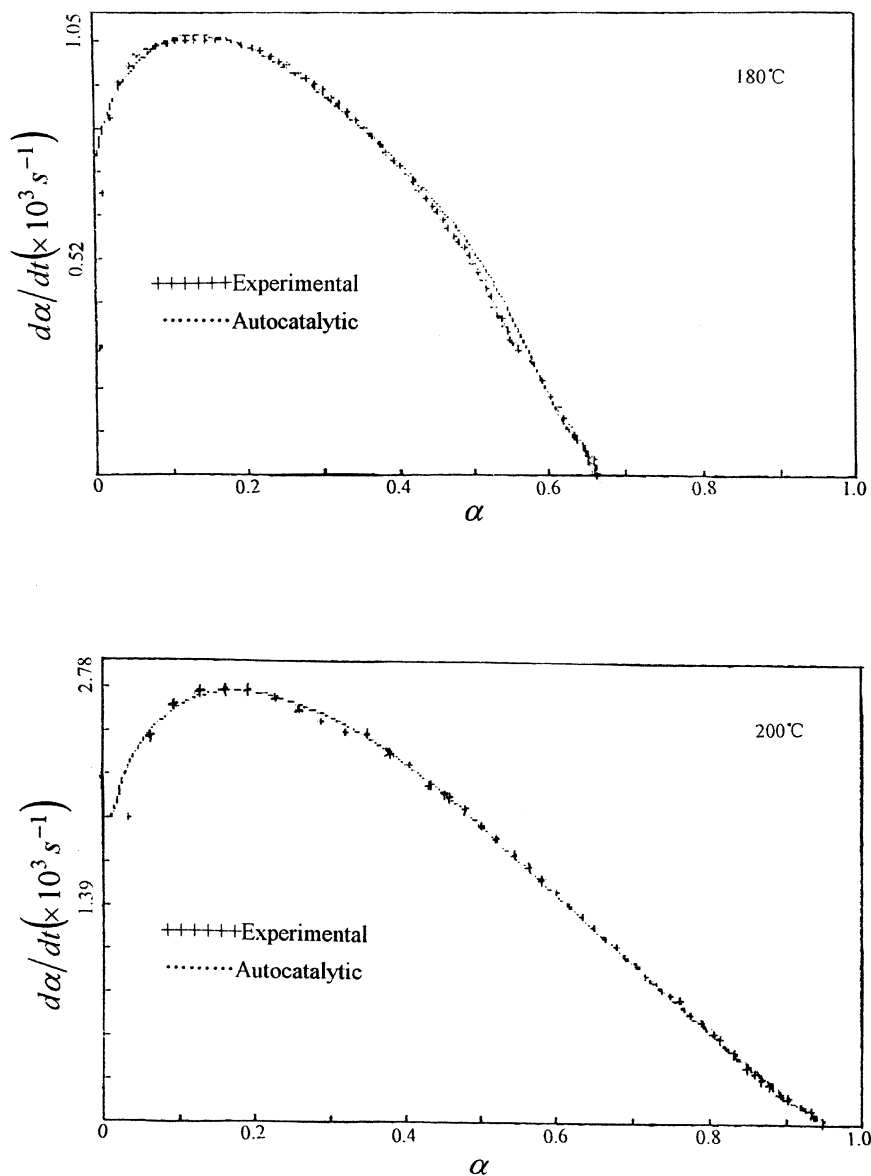 1.05
180°C
dα/dt(×10³ s⁻¹)
0.52
+++++++Experimental
········Autocatalytic
0 0.2 0.4 0.6 0.8 1.0
α
2.78
200°C
dα/dt(×10³ s⁻¹)
1.39
+++++++Experimental
········Autocatalytic
0 0.2 0.4 0.6 0.8 1.0
α